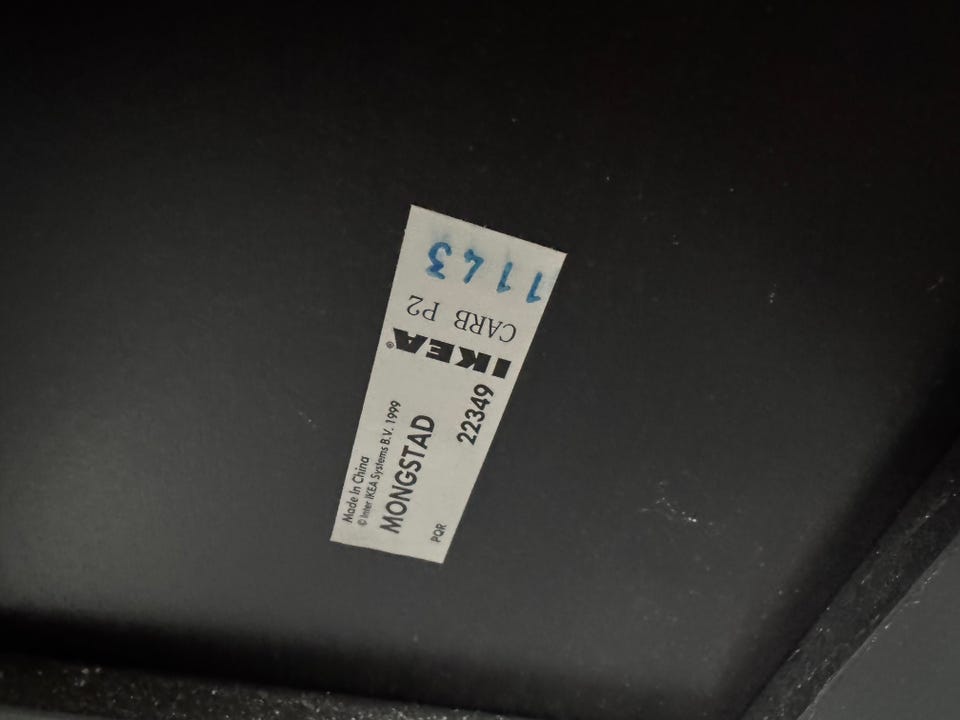 1143
CARB P2
IKEA®
22349
MONGSTAD
© Inter IKEA Systems B.V. 1999
Made In China
PQR